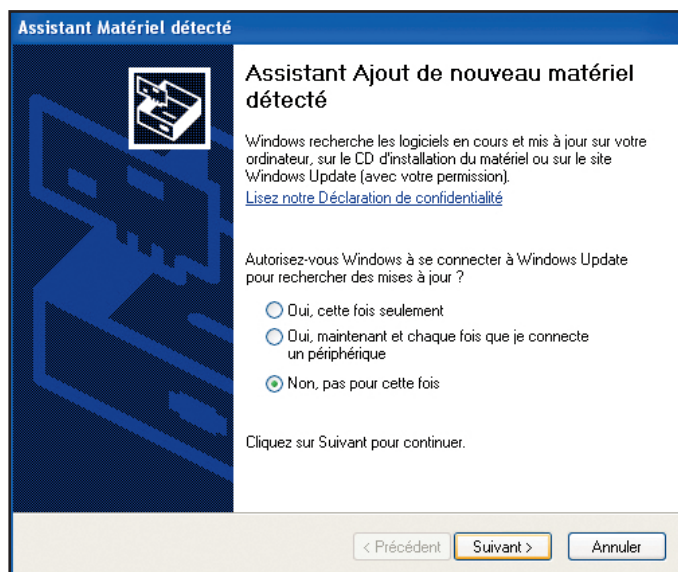 Assistant Matériel détecté
Assistant Ajout de nouveau matériel
détecté
Windows recherche les logiciels en cours et mis à jour sur votre
ordinateur, sur le CD d'installation du matériel ou sur le site
Windows Update (avec votre permission).
Lisez notre Déclaration de confidentialité
Autorisez-vous Windows à se connecter à Windows Update
pour rechercher des mises à jour ?
Oui, cette fois seulement
Oui, maintenant et chaque fois que je connecte
un périphérique
Non, pas pour cette fois
Cliquez sur Suivant pour continuer.
< Précédent Suivant > Annuler